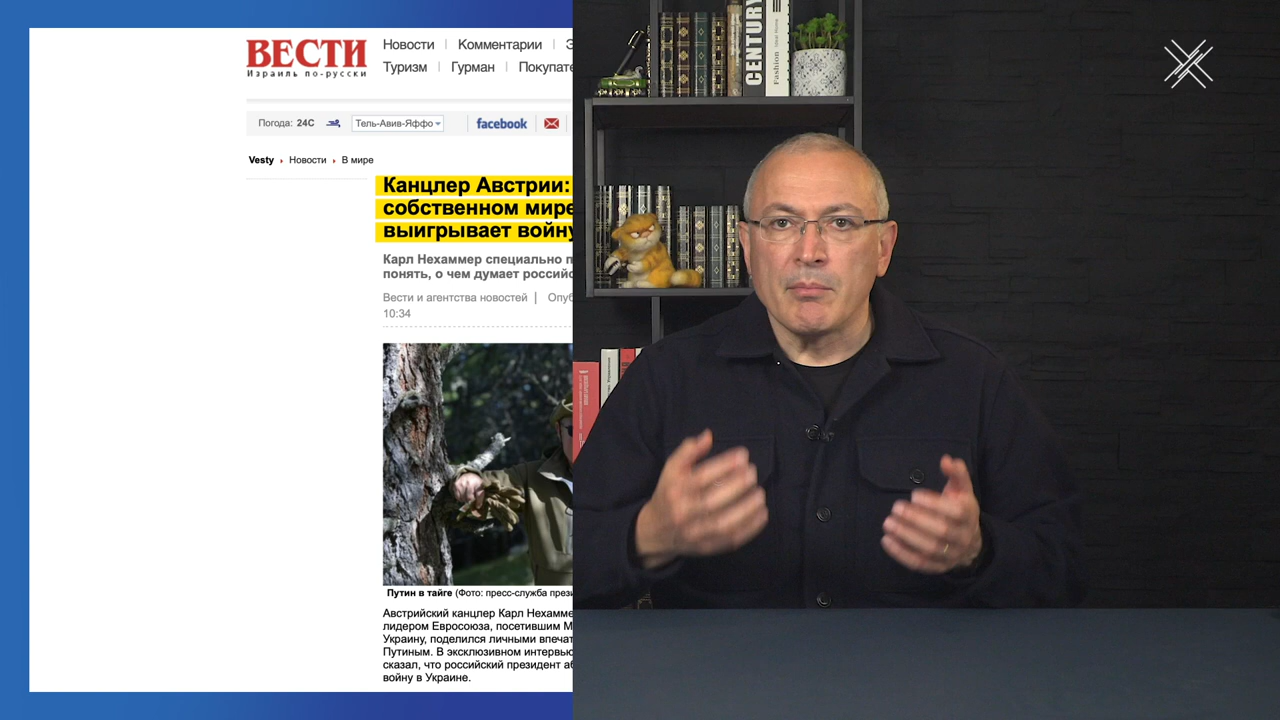 ВЕСТИ
Израиль по-русски
Новости
Комментарии
Туризм
Гурман
Покупате
Погода: 24C
Тель-Авив-Яффо
facebook
Vesty
Новости
В мире
Канцлер Австрии:
собственном мире
выигрывает войну
Карл Нехаммер специально п
понять, о чем думает российс
Вести и агентства новостей | Опуб
10:34
Путин в тайге (Фото: пресс-служба прези
Австрийский канцлер Карл Нехамме
лидером Евросоюза, посетившим М
Украину, поделился личными впечат
Путиным. В эксклюзивном интервью
сказал, что российский президент аб
войну в Украине.
CENTURY
Fashion